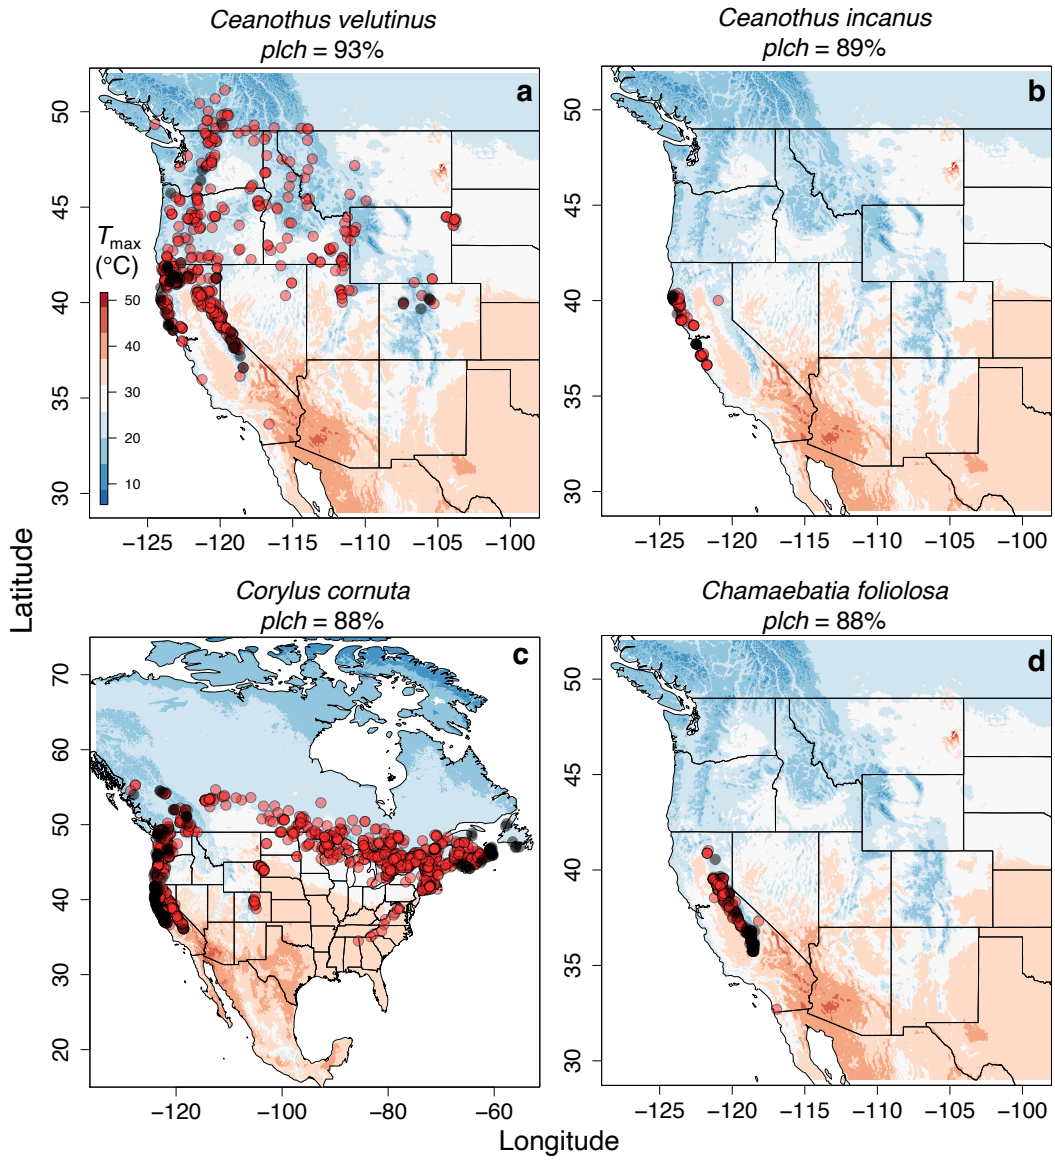 Ceanothus velutinus
plch = 93%
a
50
45
40
35
30
Tmax
(°C)
50
40
30
20
10
−125 −120 −115 −110 −105 −100
Ceanothus incanus
plch = 89%
b
50
45
40
35
30
−125 −120 −115 −110 −105 −100
Corylus cornuta
plch = 88%
c
70
60
50
40
30
20
−120 −100 −80 −60
Chamaebatia foliolosa
plch = 88%
d
50
45
40
35
30
−125 −120 −115 −110 −105 −100
Latitude
Longitude